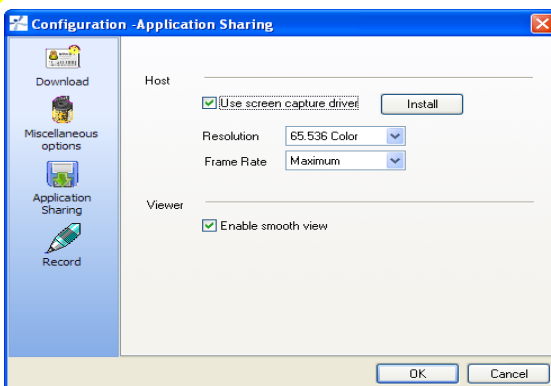 Configuration -Application Sharing
Download
Miscellaneous
options
Application
Sharing
Record
Host
Use screen capture driver
Install
Resolution
65.536 Color
Frame Rate
Maximum
Viewer
Enable smooth view
OK
Cancel